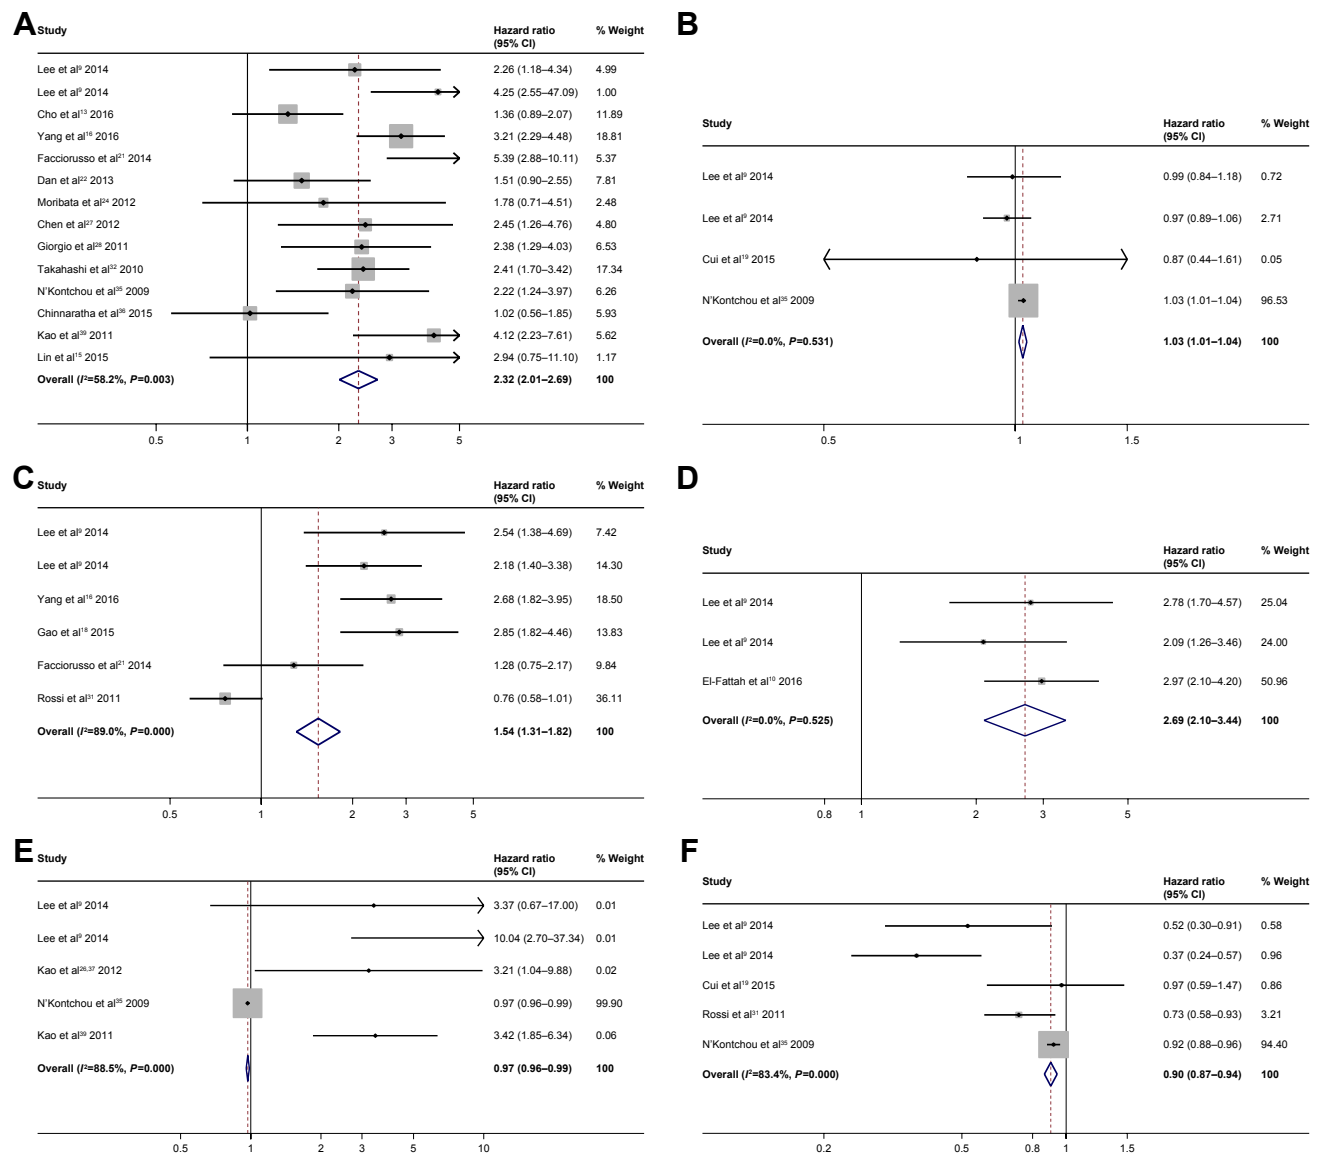 A
Study Hazard ratio % Weight
(95% CI)
Lee et al⁹ 2014 2.26 (1.18–4.34) 4.99
Lee et al⁹ 2014 4.25 (2.55–47.09) 1.00
Cho et al¹³ 2016 1.36 (0.89–2.07) 11.89
Yang et al¹⁶ 2016 3.21 (2.29–4.48) 18.81
Facciorusso et al²¹ 2014 5.39 (2.88–10.11) 5.37
Dan et al²² 2013 1.51 (0.90–2.55) 7.81
Moribata et al²⁴ 2012 1.78 (0.71–4.51) 2.48
Chen et al²⁷ 2012 2.45 (1.26–4.76) 4.80
Giorgio et al²⁸ 2011 2.38 (1.29–4.03) 6.53
Takahashi et al³² 2010 2.41 (1.70–3.42) 17.34
N'Kontchou et al³⁵ 2009 2.22 (1.24–3.97) 6.26
Chinnaratha et al³⁶ 2015 1.02 (0.56–1.85) 5.93
Kao et al³⁹ 2011 4.12 (2.23–7.61) 5.62
Lin et al¹⁵ 2015 2.94 (0.75–11.10) 1.17
Overall (I²=58.2%, P=0.003) 2.32 (2.01–2.69) 100
0.5 1 2 3 5
B
Study Hazard ratio % Weight
(95% CI)
Lee et al⁹ 2014 0.99 (0.84–1.18) 0.72
Lee et al⁹ 2014 0.97 (0.89–1.06) 2.71
Cui et al¹⁹ 2015 0.87 (0.44–1.61) 0.05
N'Kontchou et al³⁵ 2009 1.03 (1.01–1.04) 96.53
Overall (I²=0.0%, P=0.531) 1.03 (1.01–1.04) 100
0.5 1 1.5
C
Study Hazard ratio % Weight
(95% CI)
Lee et al⁹ 2014 2.54 (1.38–4.69) 7.42
Lee et al⁹ 2014 2.18 (1.40–3.38) 14.30
Yang et al¹⁶ 2016 2.68 (1.82–3.95) 18.50
Gao et al¹⁸ 2015 2.85 (1.82–4.46) 13.83
Facciorusso et al²¹ 2014 1.28 (0.75–2.17) 9.84
Rossi et al³¹ 2011 0.76 (0.58–1.01) 36.11
Overall (I²=89.0%, P=0.000) 1.54 (1.31–1.82) 100
0.5 1 2 3 5
D
Study Hazard ratio % Weight
(95% CI)
Lee et al⁹ 2014 2.78 (1.70–4.57) 25.04
Lee et al⁹ 2014 2.09 (1.26–3.46) 24.00
El-Fattah et al¹⁰ 2016 2.97 (2.10–4.20) 50.96
Overall (I²=0.0%, P=0.525) 2.69 (2.10–3.44) 100
0.8 1 2 3 5
E
Study Hazard ratio % Weight
(95% CI)
Lee et al⁹ 2014 3.37 (0.67–17.00) 0.01
Lee et al⁹ 2014 10.04 (2.70–37.34) 0.01
Kao et al²⁶,³⁷ 2012 3.21 (1.04–9.88) 0.02
N'Kontchou et al³⁵ 2009 0.97 (0.96–0.99) 99.90
Kao et al³⁹ 2011 3.42 (1.85–6.34) 0.06
Overall (I²=88.5%, P=0.000) 0.97 (0.96–0.99) 100
0.5 1 2 3 5 10
F
Study Hazard ratio % Weight
(95% CI)
Lee et al⁹ 2014 0.52 (0.30–0.91) 0.58
Lee et al⁹ 2014 0.37 (0.24–0.57) 0.96
Cui et al¹⁹ 2015 0.97 (0.59–1.47) 0.86
Rossi et al³¹ 2011 0.73 (0.58–0.93) 3.21
N'Kontchou et al³⁵ 2009 0.92 (0.88–0.96) 94.40
Overall (I²=83.4%, P=0.000) 0.90 (0.87–0.94) 100
0.2 0.5 0.8 1 1.5